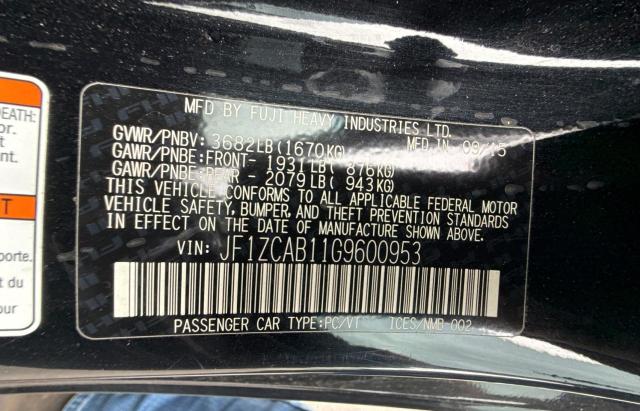 MFD BY FUJI HEAVY INDUSTRIES LTD.
GVWR/PNBV: 3682LB(1670KG) MFD IN 09/15
GAWR/PNBE:FRONT- 1931LB( 876KG)
GAWR/PNBE:REAR - 2079LB( 943KG)
THIS VEHICLE CONFORMS TO ALL APPLICABLE FEDERAL MOTOR
VEHICLE SAFETY, BUMPER, AND THEFT PREVENTION STANDARDS
IN EFFECT ON THE DATE OF MANUFACTURE SHOWN ABOVE.
VIN: JF1ZCAB11G9600953
PASSENGER CAR TYPE:PC/VT ICES/NMB-002
DEATH:
T
porte.